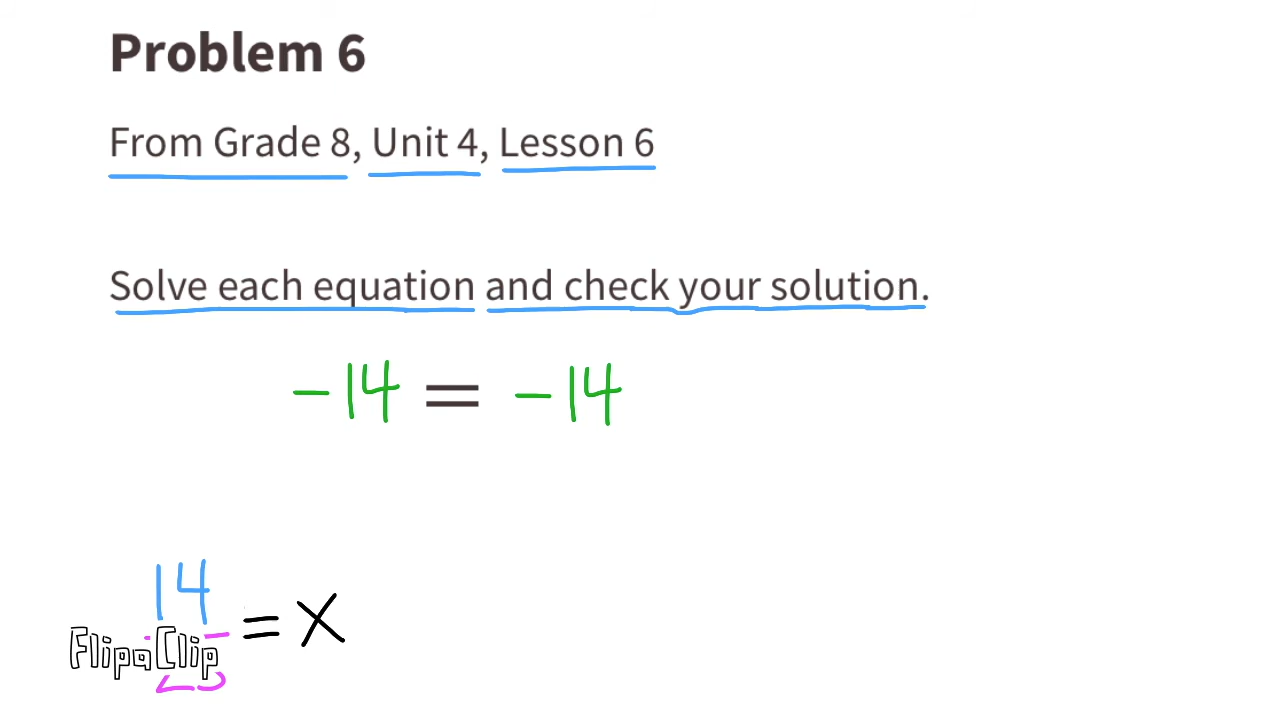 Problem 6
From Grade 8, Unit 4, Lesson 6
Solve each equation and check your solution.
-14 = -14
14
= x
FlipaClip